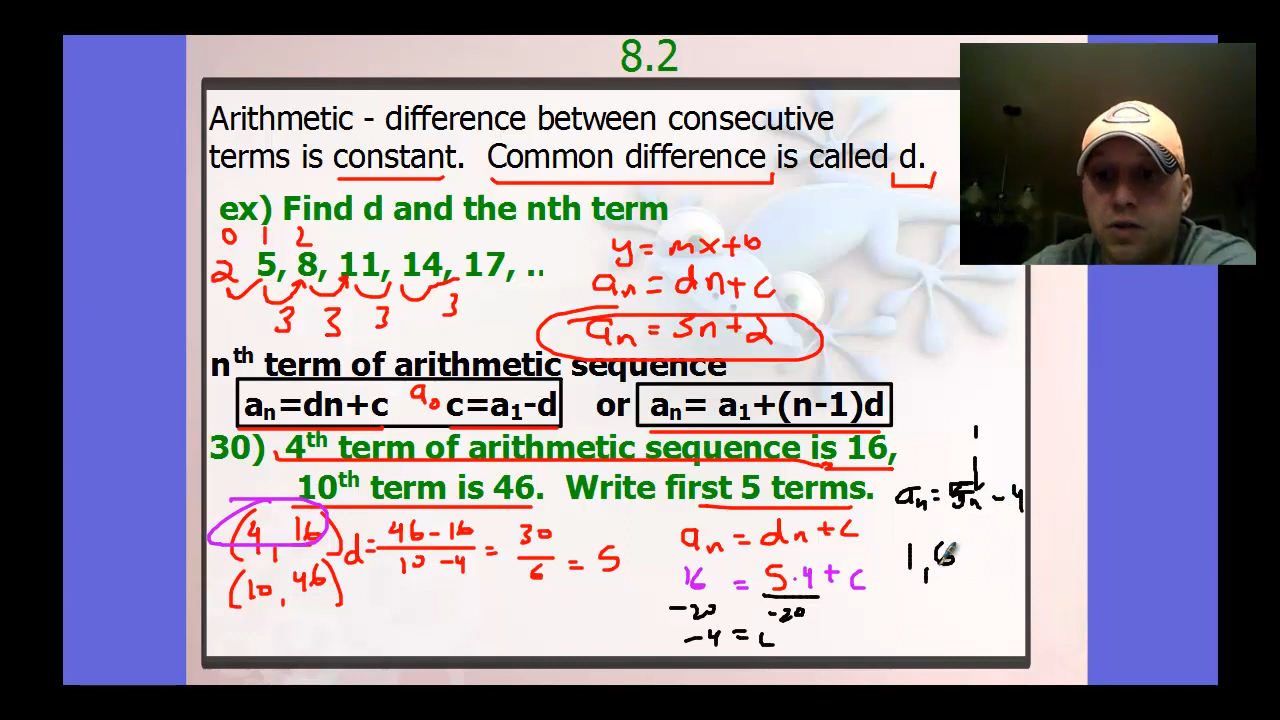 8.2
Arithmetic - difference between consecutive
terms is constant. Common difference is called d.
ex) Find d and the nth term
0 1 2
2 5, 8, 11, 14, 17, ..
3 3 3 3
y = mx+b
aₙ = dn+c
aₙ = 3n+2
nᵗʰ term of arithmetic sequence
aₙ=dn+c a₀ c=a₁-d or aₙ= a₁+(n-1)d
30) 4ᵗʰ term of arithmetic sequence is 16,
10ᵗʰ term is 46. Write first 5 terms.
(4, 16)
(10, 46)
d= 46-16 / 10-4 = 30 / 6 = 5
aₙ = dn+c
16 = 5·4 + c
-20 -20
-4 = c
1
aₙ = 5n - 4
1, 6